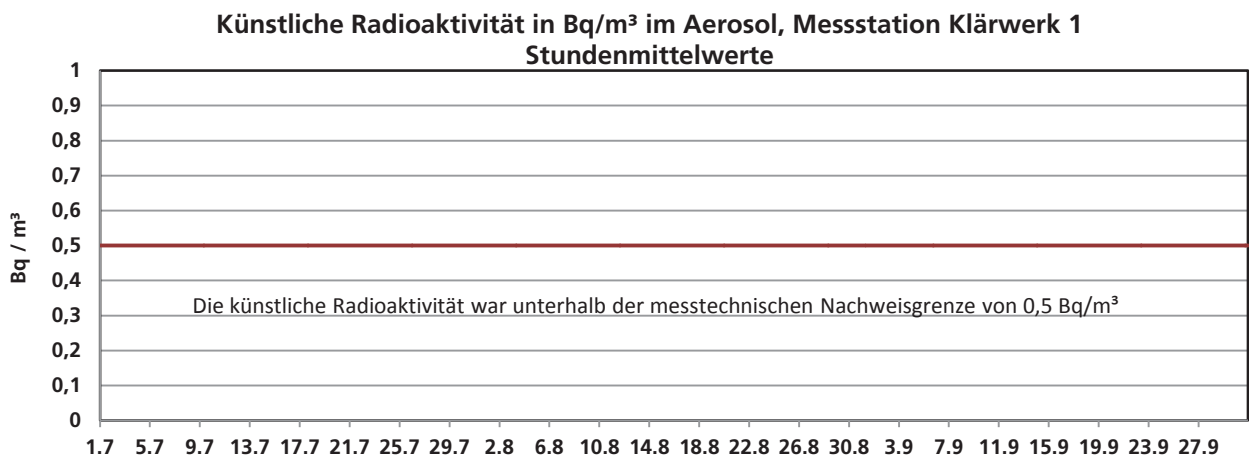 Künstliche Radioaktivität in Bq/m³ im Aerosol, Messstation Klärwerk 1
Stundenmittelwerte
1
0,9
0,8
0,7
0,6
0,5
0,4
0,3
0,2
0,1
0
Bq / m³
Die künstliche Radioaktivität war unterhalb der messtechnischen Nachweisgrenze von 0,5 Bq/m³
1.7 5.7 9.7 13.7 17.7 21.7 25.7 29.7 2.8 6.8 10.8 14.8 18.8 22.8 26.8 30.8 3.9 7.9 11.9 15.9 19.9 23.9 27.9